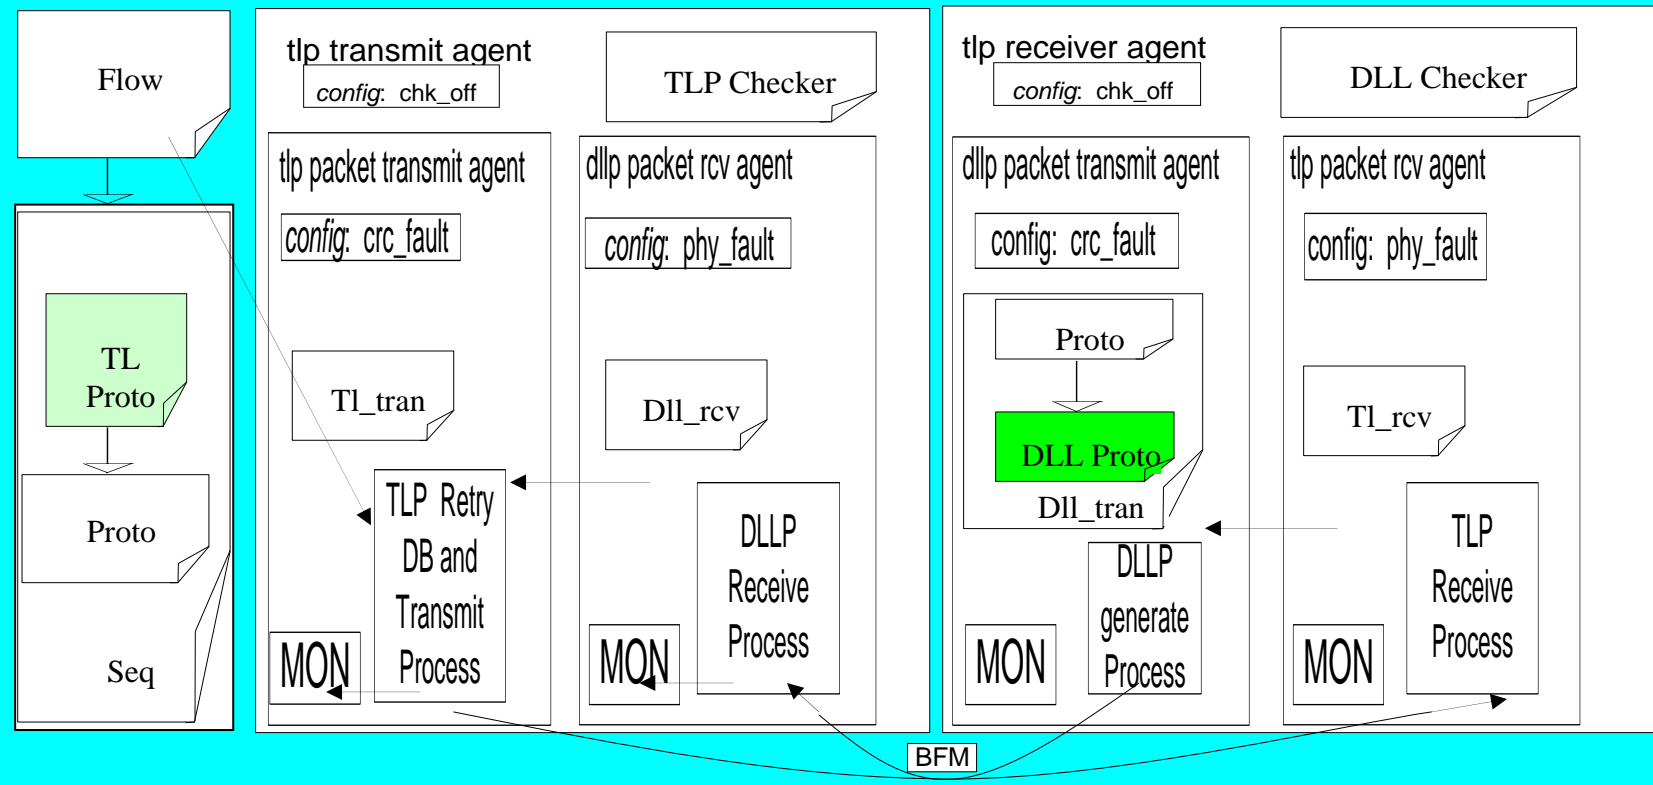 Flow
TL
Proto
Proto
Seq
tlp transmit agent
config: chk_off
TLP Checker
tlp packet transmit agent
config: crc_fault
Tl_tran
TLP Retry
DB and
Transmit
Process
MON
dllp packet rcv agent
config: phy_fault
Dll_rcv
DLLP
Receive
Process
MON
tlp receiver agent
config: chk_off
DLL Checker
dllp packet transmit agent
config: crc_fault
Proto
DLL Proto
Dll_tran
DLLP
generate
Process
MON
tlp packet rcv agent
config: phy_fault
Tl_rcv
TLP
Receive
Process
MON
BFM